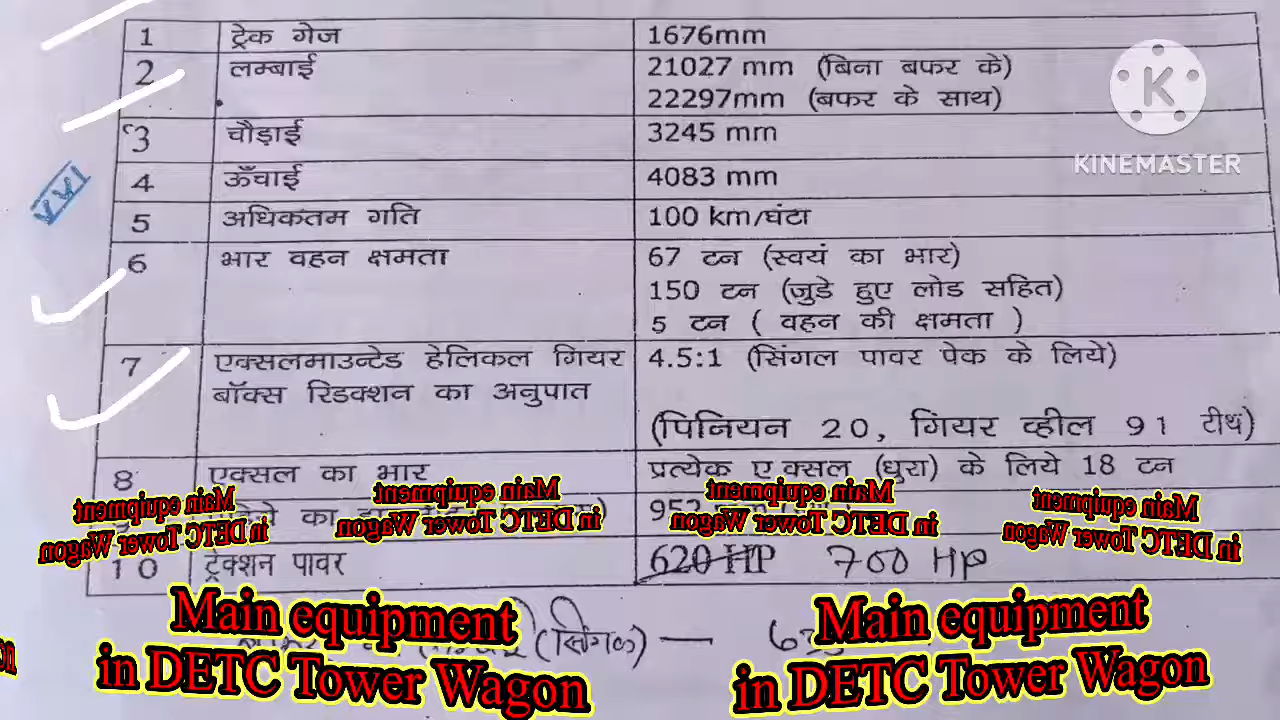 1 ट्रेक गेज 1676mm
2 लम्बाई 21027 mm (बिना बफर के)
22297mm (बफर के साथ)
3 चौड़ाई 3245 mm
4 ऊँचाई 4083 mm
5 अधिकतम गति 100 km/घंटा
6 भार वहन क्षमता 67 टन (स्वयं का भार)
150 टन (जुडे हुए लोड सहित)
5 टन ( वहन की क्षमता )
7 एक्सलमाउन्टेड हेलिकल गियर 4.5:1 (सिंगल पावर पेक के लिये)
बॉक्स रिडक्शन का अनुपात
(पिनियन 20, गियर व्हील 91 टीथ)
8 एक्सल का भार प्रत्येक एक्सल (धुरा) के लिये 18 टन
का 952
10 ट्रेक्शन पावर 620 HP 700 HP
(सिंगल) —
VVI
K
KINEMASTER
Main equipment
in DETC Tower Wagon
Main equipment
in DETC Tower Wagon
Main equipment
in DETC Tower Wagon
Main equipment
in DETC Tower Wagon
Main equipment
in DETC Tower Wagon
Main equipment
in DETC Tower Wagon